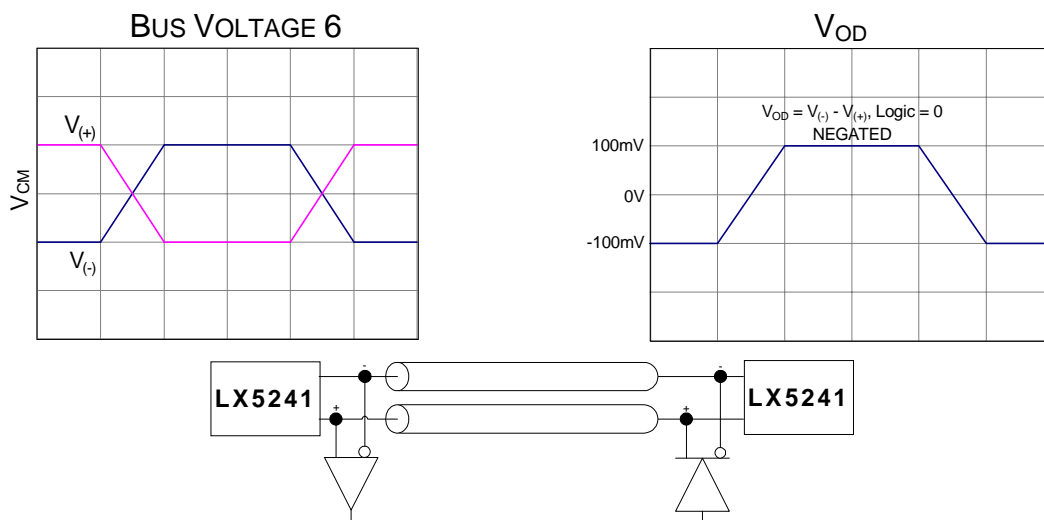 BUS VOLTAGE 6
V(+)
VCM
V(-)
VOD
VOD = V(-) - V(+), Logic = 0
NEGATED
100mV
0V
-100mV
- -
LX5241 LX5241
+ +